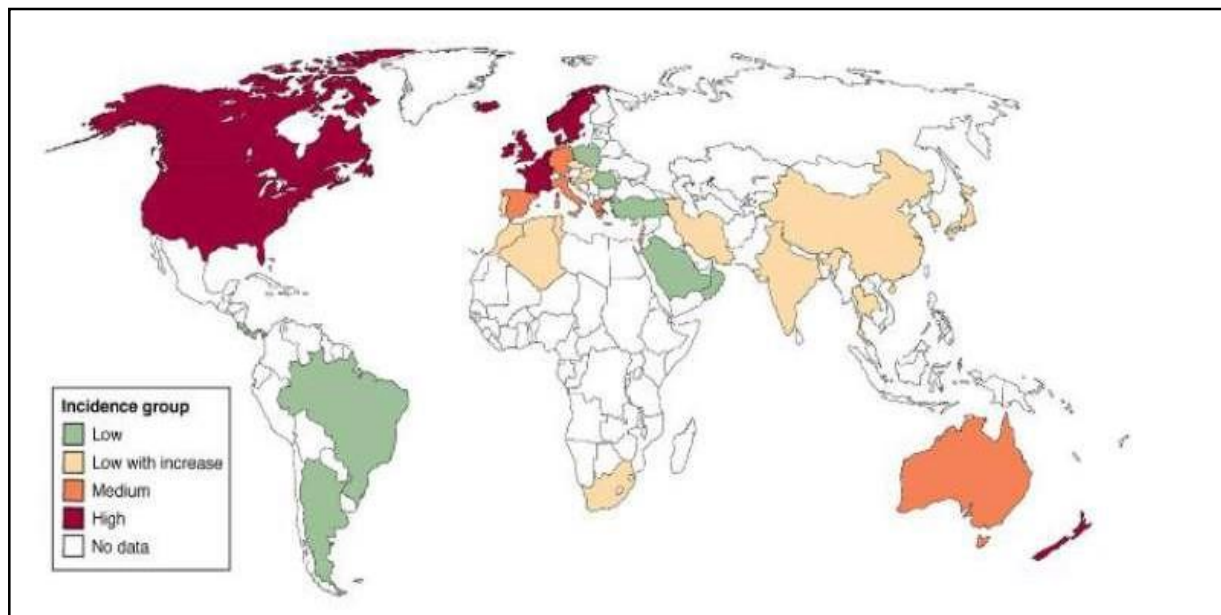 Incidence group
Low
Low with increase
Medium
High
No data